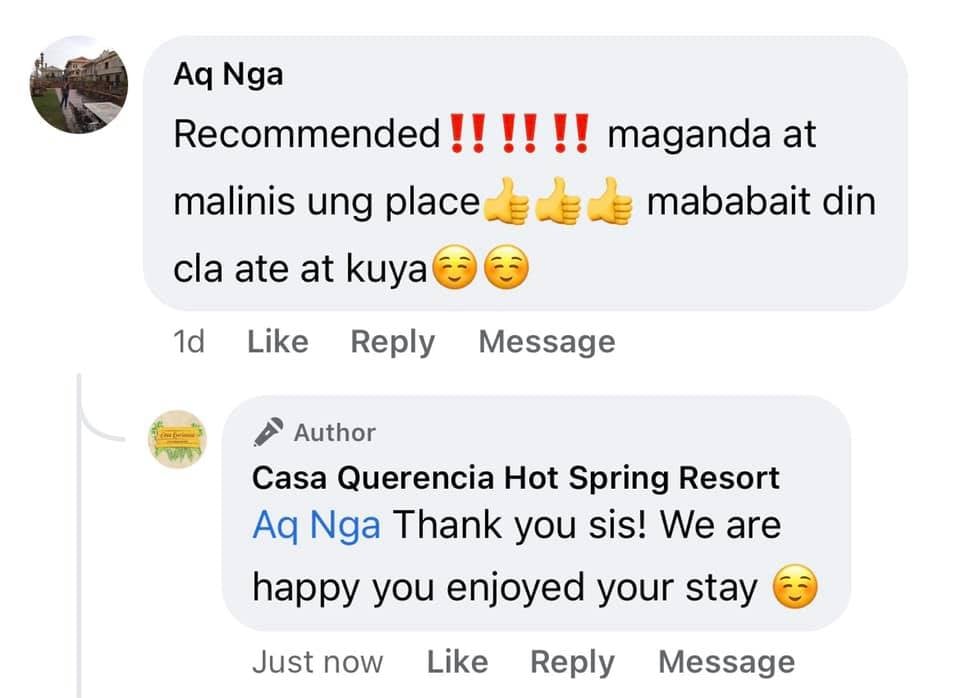 Aq Nga
Recommended‼️‼️‼️ maganda at
malinis ung place👍👍👍 mababait din
cla ate at kuya☺️☺️
1d Like Reply Message
Author
Casa Querencia Hot Spring Resort
Aq Nga Thank you sis! We are
happy you enjoyed your stay ☺️
Just now Like Reply Message